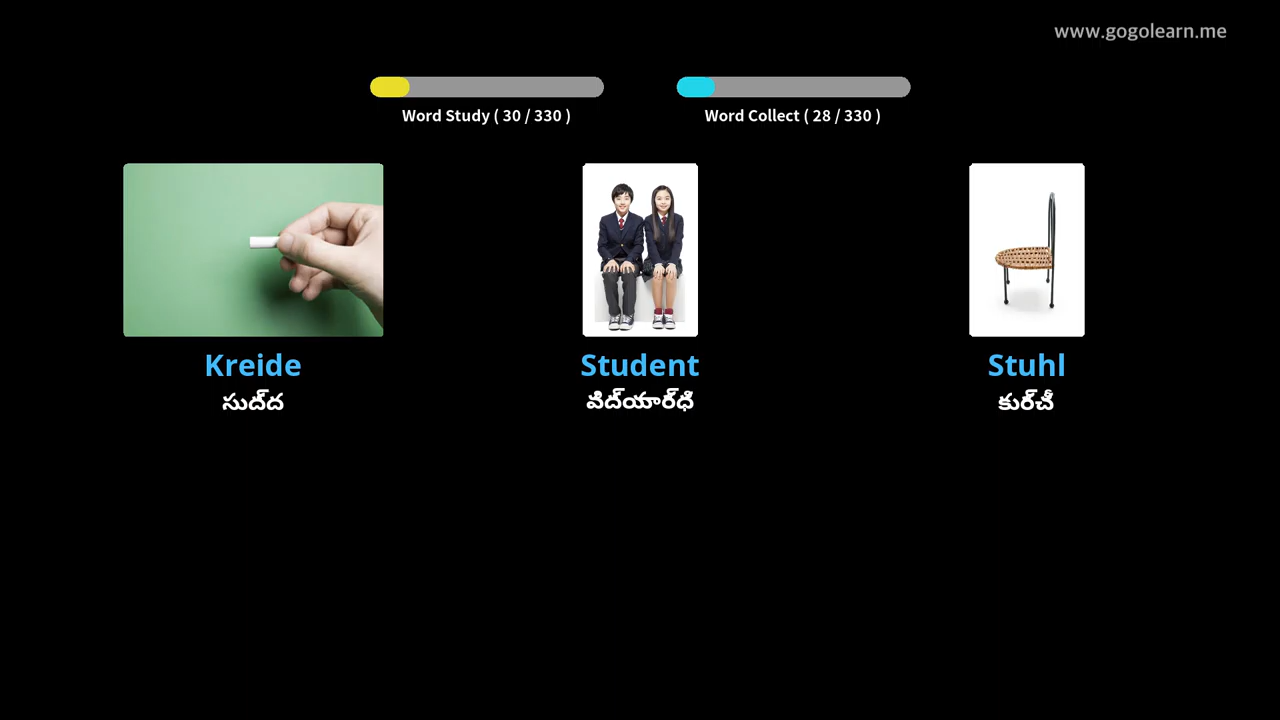 www.gogolearn.me
Word Study ( 30 / 330 )
Word Collect ( 28 / 330 )
Kreide
Student
Stuhl
సుద్ద
విద్యార్ధి
కుర్చీ